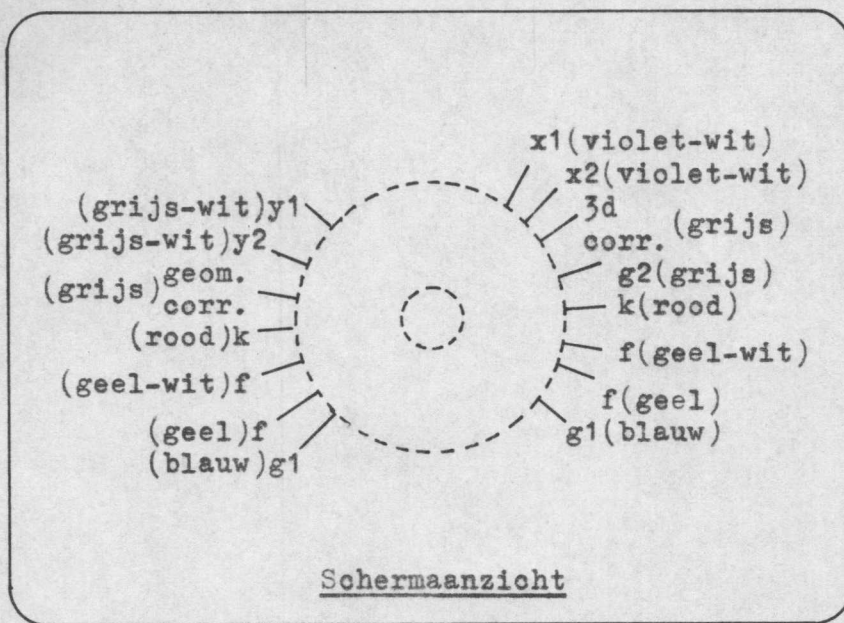 x1(violet-wit)
x2(violet-wit)
3d
corr.(grijs)
g2(grijs)
k(rood)
f(geel-wit)
f(geel)
g1(blauw)
(grijs-wit)y1
(grijs-wit)y2
(grijs)geom.
corr.
(rood)k
(geel-wit)f
(geel)f
(blauw)g1
Schermaanzicht